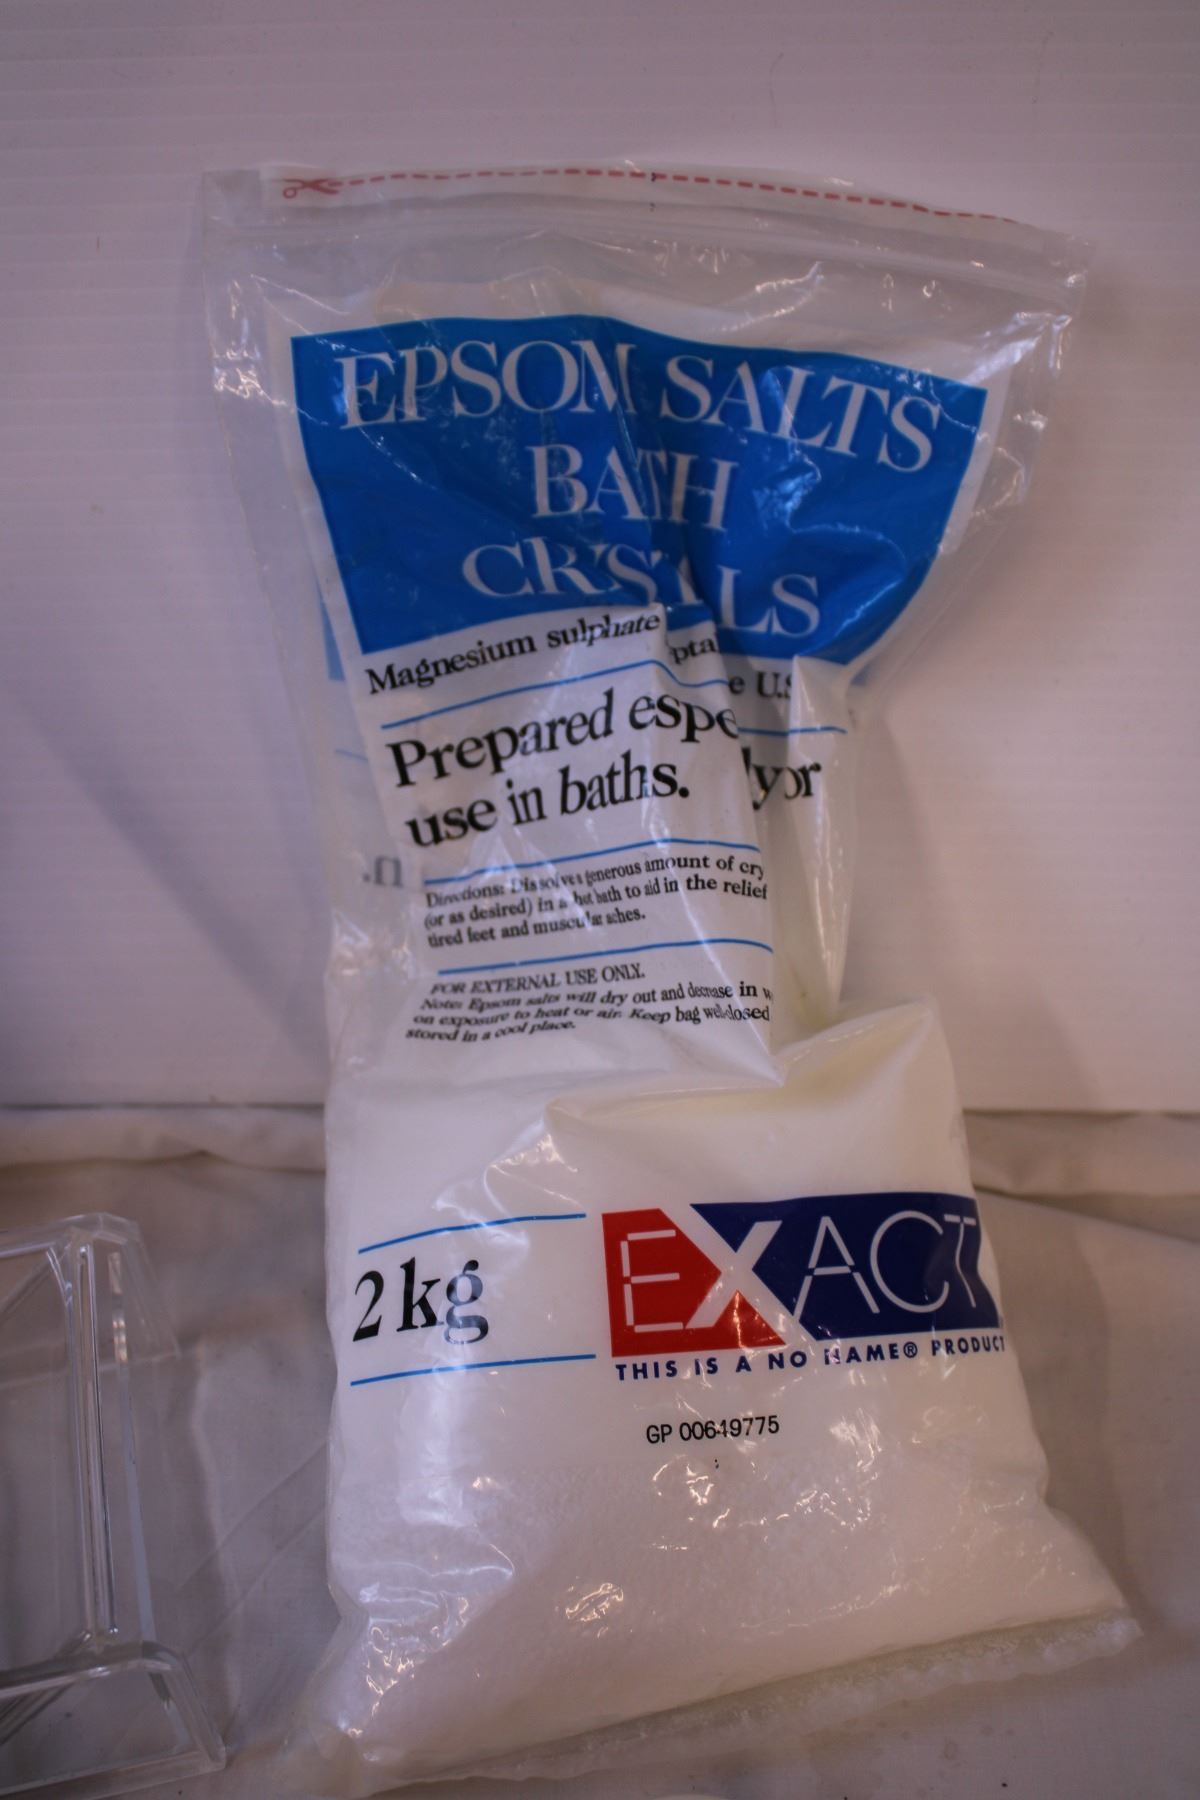 EPSOM SALTS
BATH
CRYSTALS
Magnesium sulphate
e U.S
Prepared espe ly or
use in baths.
n.
Directions: Dissolves generous amount of cry
(or as desired) in a hot bath to aid in the relief
tired feet and muscular aches.
FOR EXTERNAL USE ONLY.
Note: Epsom salts will dry out and decrease in w
on exposure to heat or air. Keep bag well-closed
stored in a cool place.
2 kg
EXACT
THIS IS A NO NAME® PRODUCT
GP 00649775